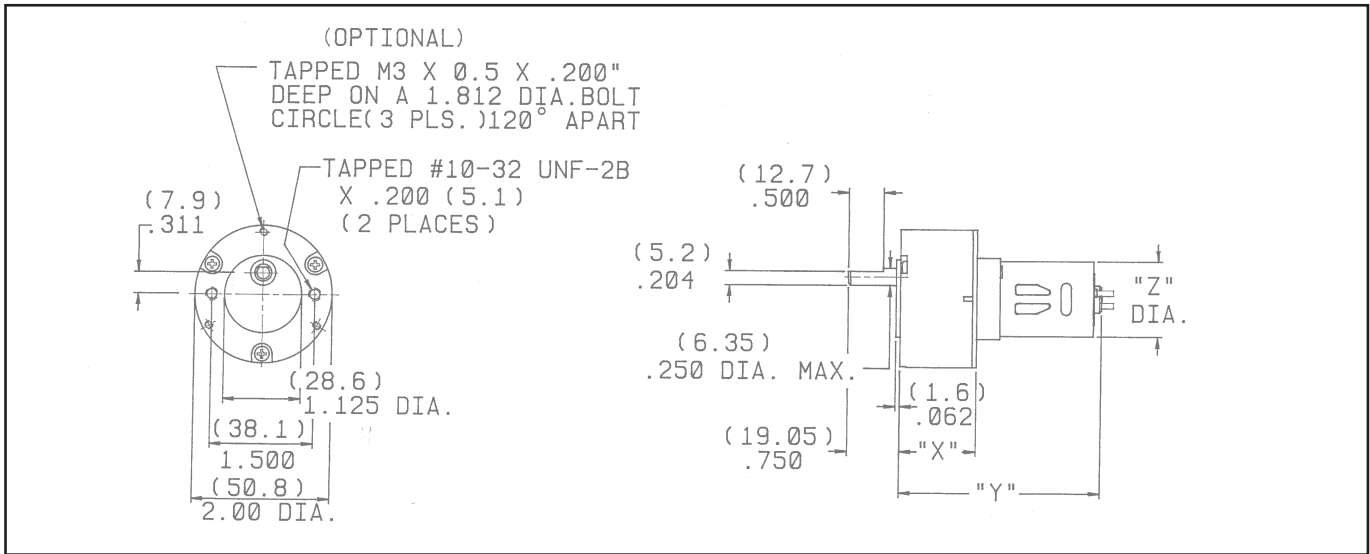 (OPTIONAL)
TAPPED M3 X 0.5 X .200"
DEEP ON A 1.812 DIA.BOLT
CIRCLE(3 PLS.)120° APART
TAPPED #10-32 UNF-2B
X .200 (5.1)
(2 PLACES)
(7.9)
.311
(28.6)
1.125 DIA.
(38.1)
1.500
(50.8)
2.00 DIA.
(12.7)
.500
(5.2)
.204
(6.35)
.250 DIA. MAX.
(1.6)
.062
(19.05)
.750
"X"
"Y"
"Z"
DIA.